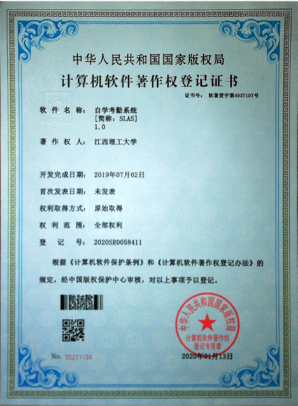 中华人民共和国国家版权局
计算机软件著作权登记证书
证书号： 软著登字第4937107号
软件名称： 自学考勤系统
[简称：SLAS]
1.0
著作权人： 江西理工大学
开发完成日期： 2019年07月02日
首次发表日期： 未发表
权利取得方式： 原始取得
权利范围： 全部权利
登记号： 2020SR0058411
根据《计算机软件保护条例》和《计算机软件著作权登记办法》的
规定，经中国版权保护中心审核，对以上事项予以登记。
中华人民共和国国家版权局
计算机软件著作权
登记专用章
No. 05221484
2020年01月13日